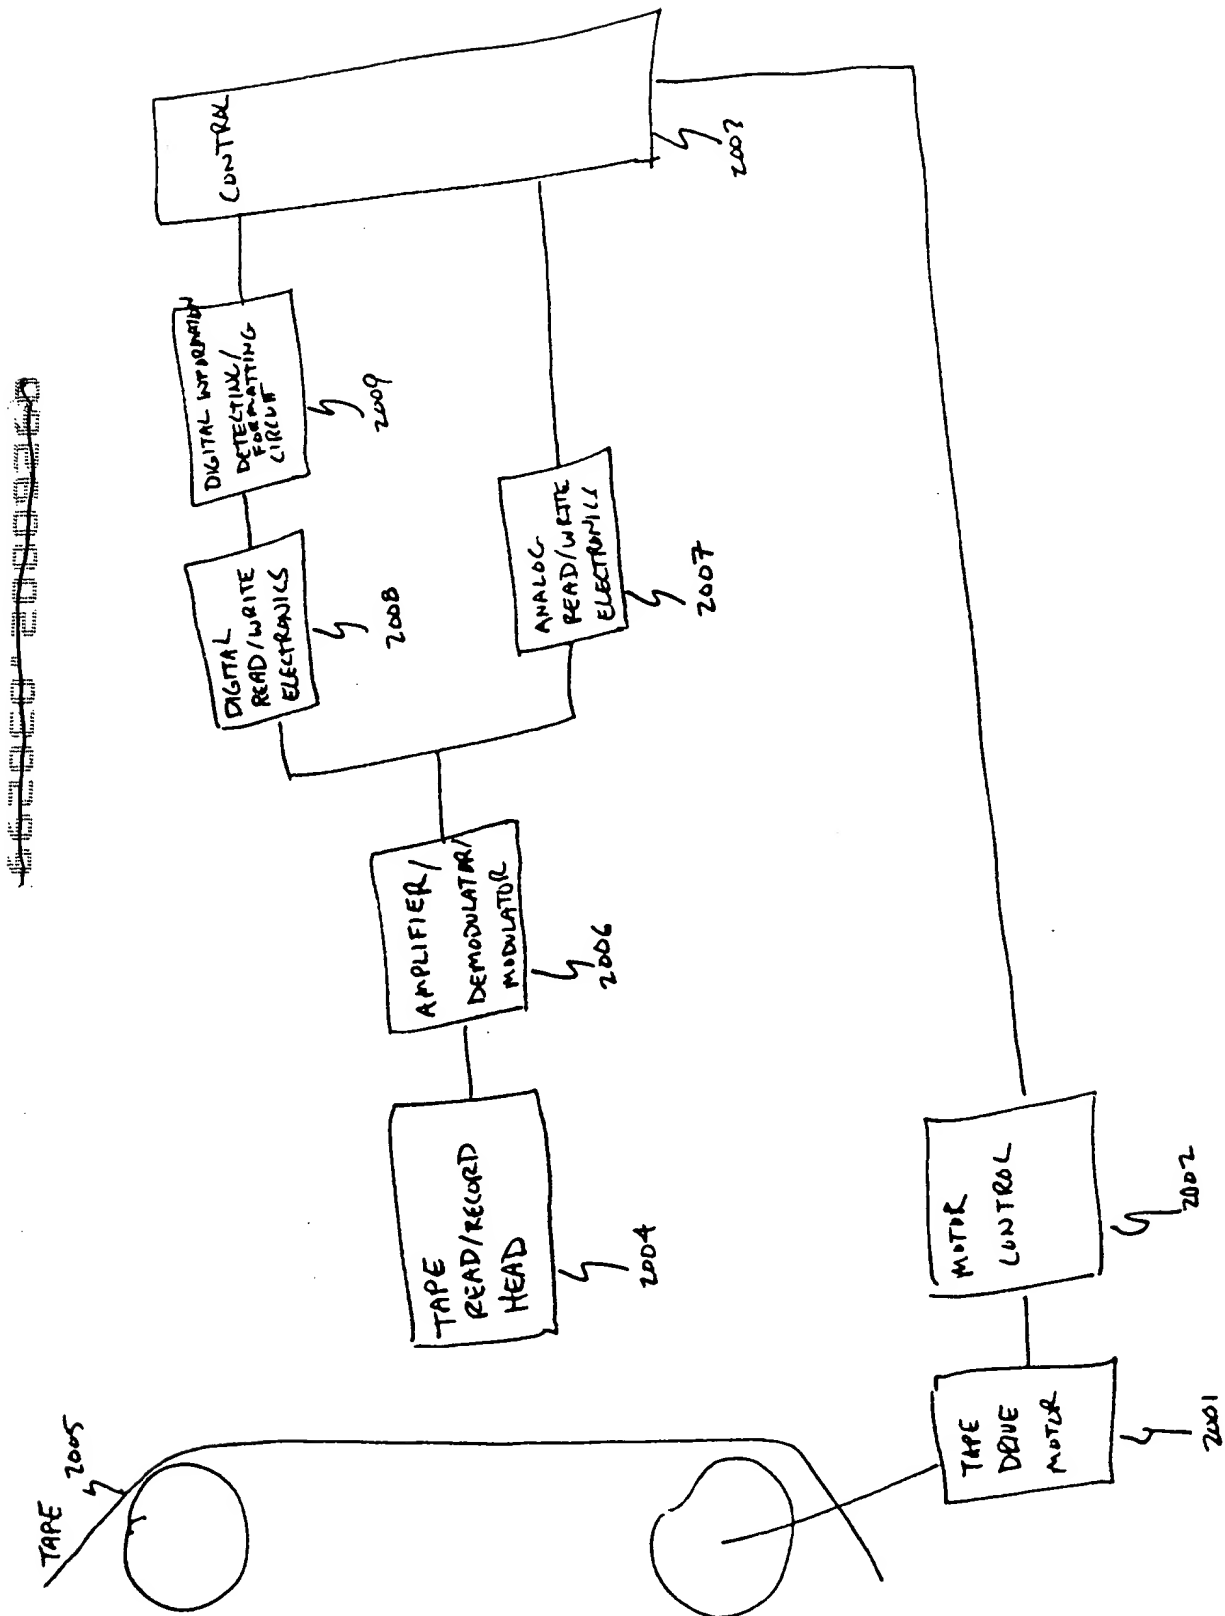 TAPE
2005
TAPE
READ/RECORD
HEAD
2004
AMPLIFIER/
DEMODULATOR/
MODULATOR
2006
DIGITAL
READ/WRITE
ELECTRONICS
2008
DIGITAL INFORMATION
DETECTING/
FORMATTING
CIRCUIT
2009
ANALOG
READ/WRITE
ELECTRONICS
2007
CONTROL
2003
TAPE
DRIVE
MOTOR
2001
MOTOR
CONTROL
2002